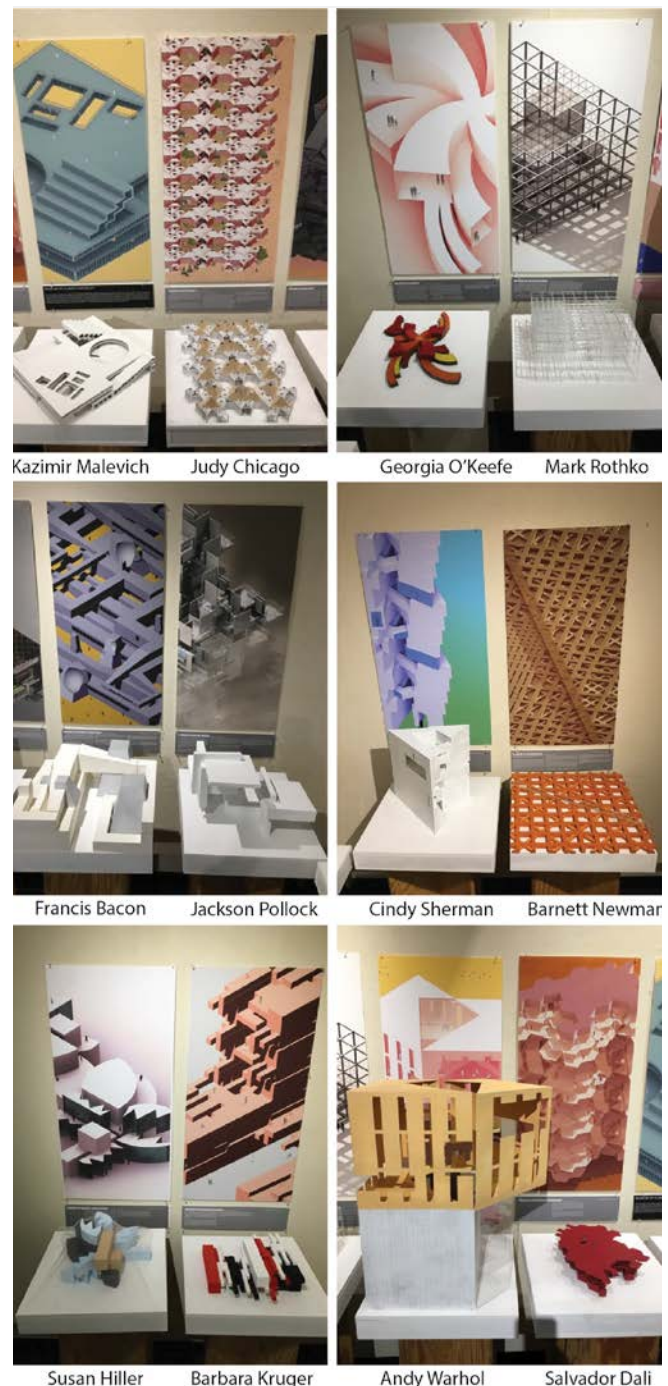 Kazimir Malevich Judy Chicago
Georgia O'Keefe Mark Rothko
Francis Bacon Jackson Pollock
Cindy Sherman Barnett Newman
Susan Hiller Barbara Kruger
Andy Warhol Salvador Dali